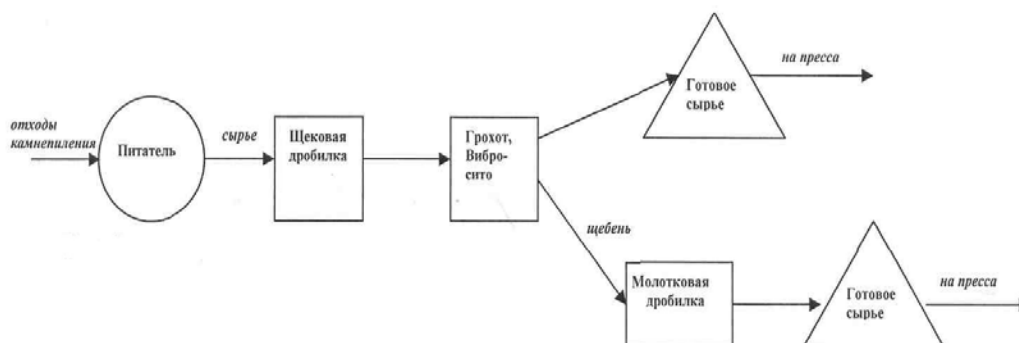 отходы
камнепиления
Питатель
сырье
Щековая
дробилка
Грохот,
Вибро-
сито
Готовое
сырье
на пресса
щебень
Молотковая
дробилка
Готовое
сырье
на пресса